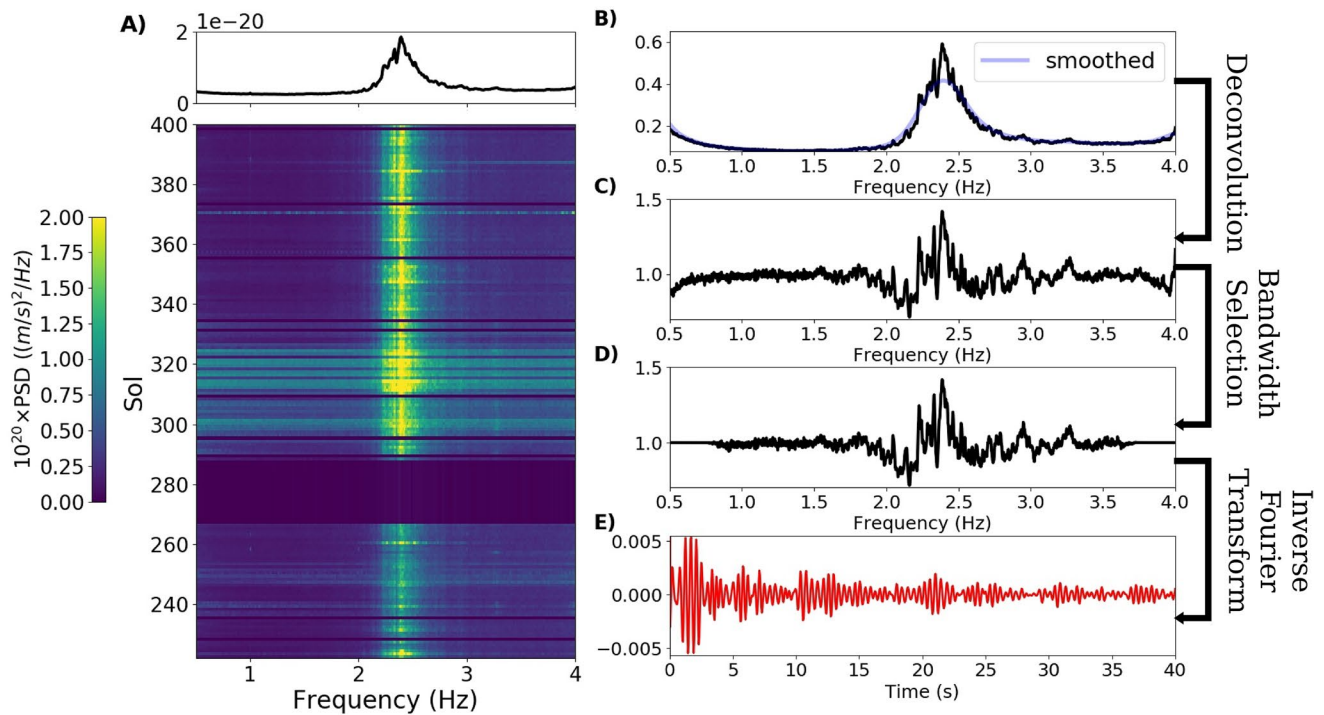 A)
1e−20
2
0
400
380
360
340
320
300
280
260
240
Sol
1 2 3 4
Frequency (Hz)
2.00
1.75
1.50
1.25
1.00
0.75
0.50
0.25
0.00
10²⁰×PSD ((m/s)²/Hz)
B)
smoothed
0.6
0.4
0.2
0.5 1.0 1.5 2.0 2.5 3.0 3.5 4.0
Frequency (Hz)
Deconvolution
C)
1.5
1.0
0.5 1.0 1.5 2.0 2.5 3.0 3.5 4.0
Frequency (Hz)
Bandwidth
Selection
D)
1.5
1.0
0.5 1.0 1.5 2.0 2.5 3.0 3.5 4.0
Frequency (Hz)
Inverse
Fourier
Transform
E)
0.005
0.000
−0.005
0 5 10 15 20 25 30 35 40
Time (s)